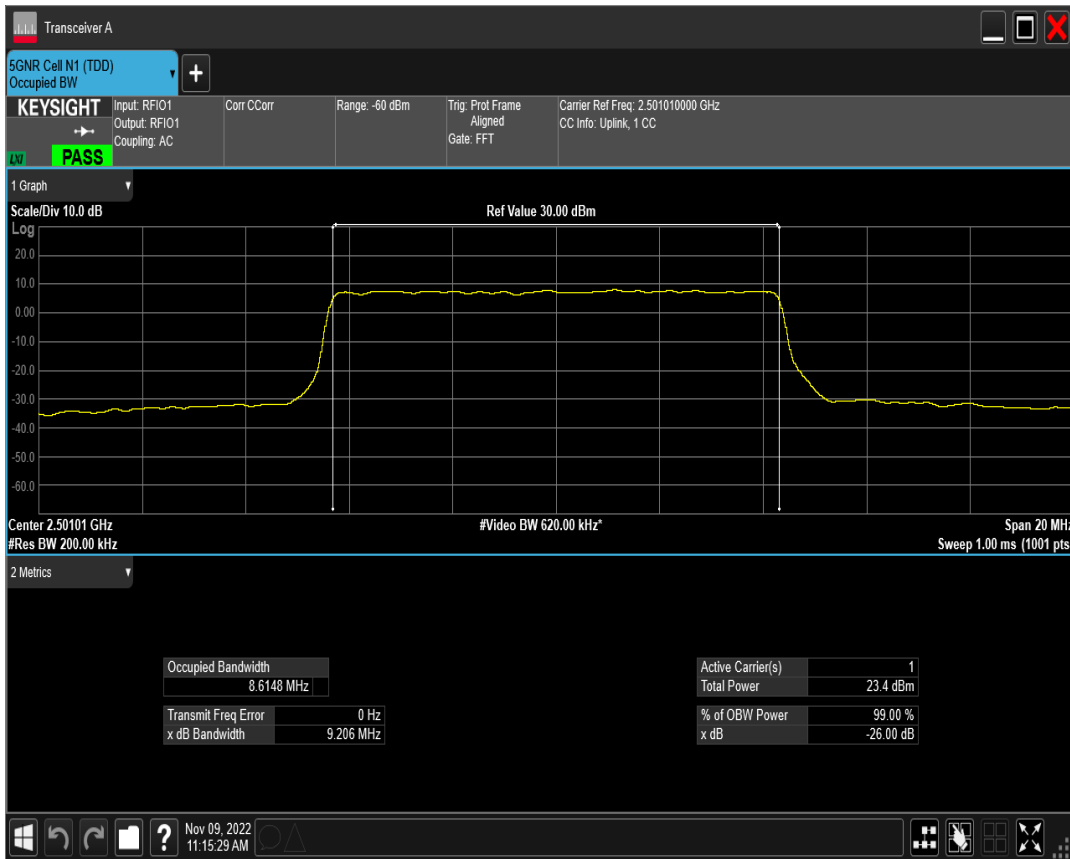 Transceiver A
5GNR Cell N1 (TDD)
Occupied BW
+
KEYSIGHT
LXI
PASS
Input: RFIO1
Output: RFIO1
Coupling: AC
Corr CCorr
Range: -60 dBm
Trig: Prot Frame
Aligned
Gate: FFT
Carrier Ref Freq: 2.501010000 GHz
CC Info: Uplink, 1 CC
1 Graph
Scale/Div 10.0 dB
Ref Value 30.00 dBm
Log
20.0
10.0
0.00
-10.0
-20.0
-30.0
-40.0
-50.0
-60.0
Center 2.50101 GHz
#Video BW 620.00 kHz*
Span 20 MHz
#Res BW 200.00 kHz
Sweep 1.00 ms (1001 pts
2 Metrics
Occupied Bandwidth
8.6148 MHz
Transmit Freq Error 0 Hz
x dB Bandwidth 9.206 MHz
Active Carrier(s) 1
Total Power 23.4 dBm
% of OBW Power 99.00 %
x dB -26.00 dB
?
Nov 09, 2022
11:15:29 AM